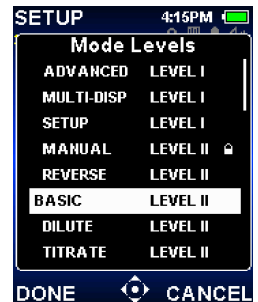 SETUP 4:15PM
Mode Levels
ADVANCED LEVEL I
MULTI-DISP LEVEL I
SETUP LEVEL I
MANUAL LEVEL II
REVERSE LEVEL II
BASIC LEVEL II
DILUTE LEVEL II
TITRATE LEVEL II
DONE CANCEL